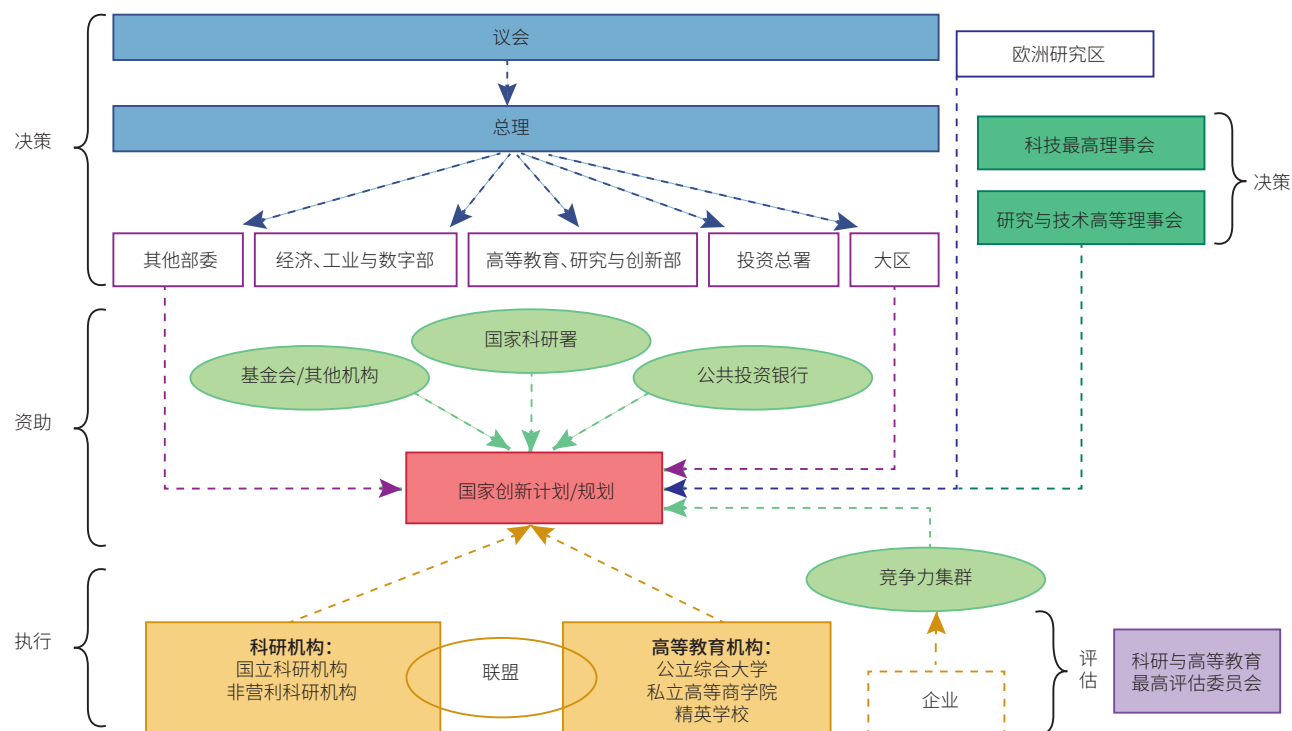 议会
欧洲研究区
总理
决策
科技最高理事会
决策
研究与技术高等理事会
其他部委
经济、工业与数字部
高等教育、研究与创新部
投资总署
大区
国家科研署
基金会/其他机构
公共投资银行
资助
国家创新计划/规划
竞争力集群
执行
科研机构：
国立科研机构
非营利科研机构
联盟
高等教育机构：
公立综合大学
私立高等商学院
精英学校
企业
评
估
科研与高等教育
最高评估委员会